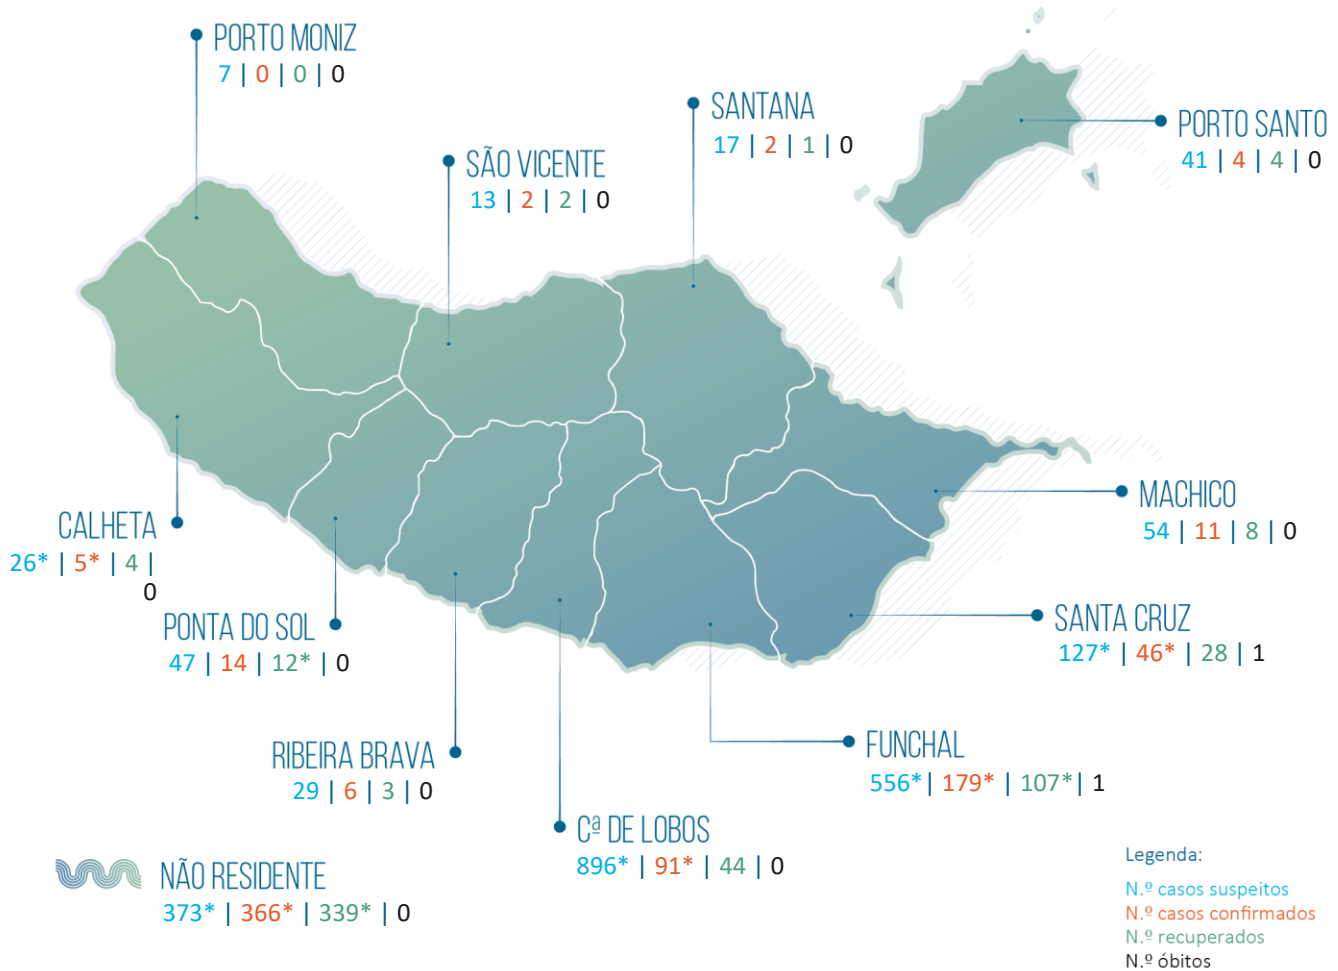 PORTO MONIZ
7 | 0 | 0 | 0
SANTANA
17 | 2 | 1 | 0
PORTO SANTO
41 | 4 | 4 | 0
SÃO VICENTE
13 | 2 | 2 | 0
MACHICO
54 | 11 | 8 | 0
CALHETA
26* | 5* | 4 |
0
PONTA DO SOL
47 | 14 | 12* | 0
SANTA CRUZ
127* | 46* | 28 | 1
RIBEIRA BRAVA
29 | 6 | 3 | 0
FUNCHAL
556* | 179* | 107* | 1
Cª DE LOBOS
896* | 91* | 44 | 0
NÃO RESIDENTE
373* | 366* | 339* | 0
Legenda:
N.º casos suspeitos
N.º casos confirmados
N.º recuperados
N.º óbitos